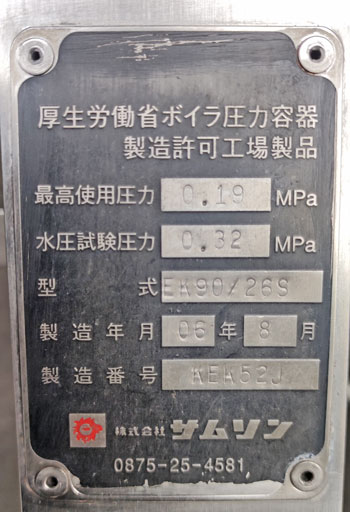 厚生労働省ボイラ圧力容器
製造許可工場製品
最高使用圧力 0.19 MPa
水圧試験圧力 0.32 MPa
型式 EK90/26S
製造年月 06年8月
製造番号 KEK52J
株式会社 サムソン
0875-25-4581